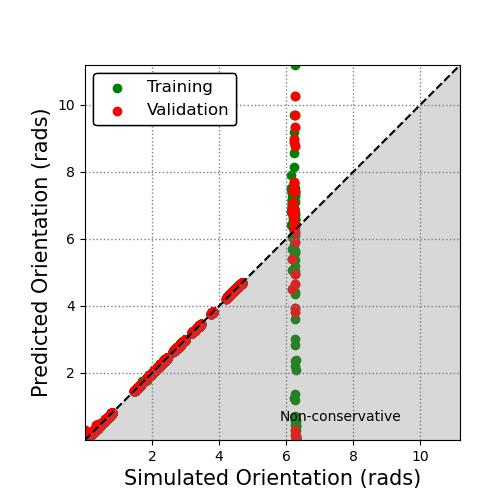 Training
Validation
10
8
6
4
2
Predicted Orientation (rads)
Non-conservative
2
4
6
8
10
Simulated Orientation (rads)